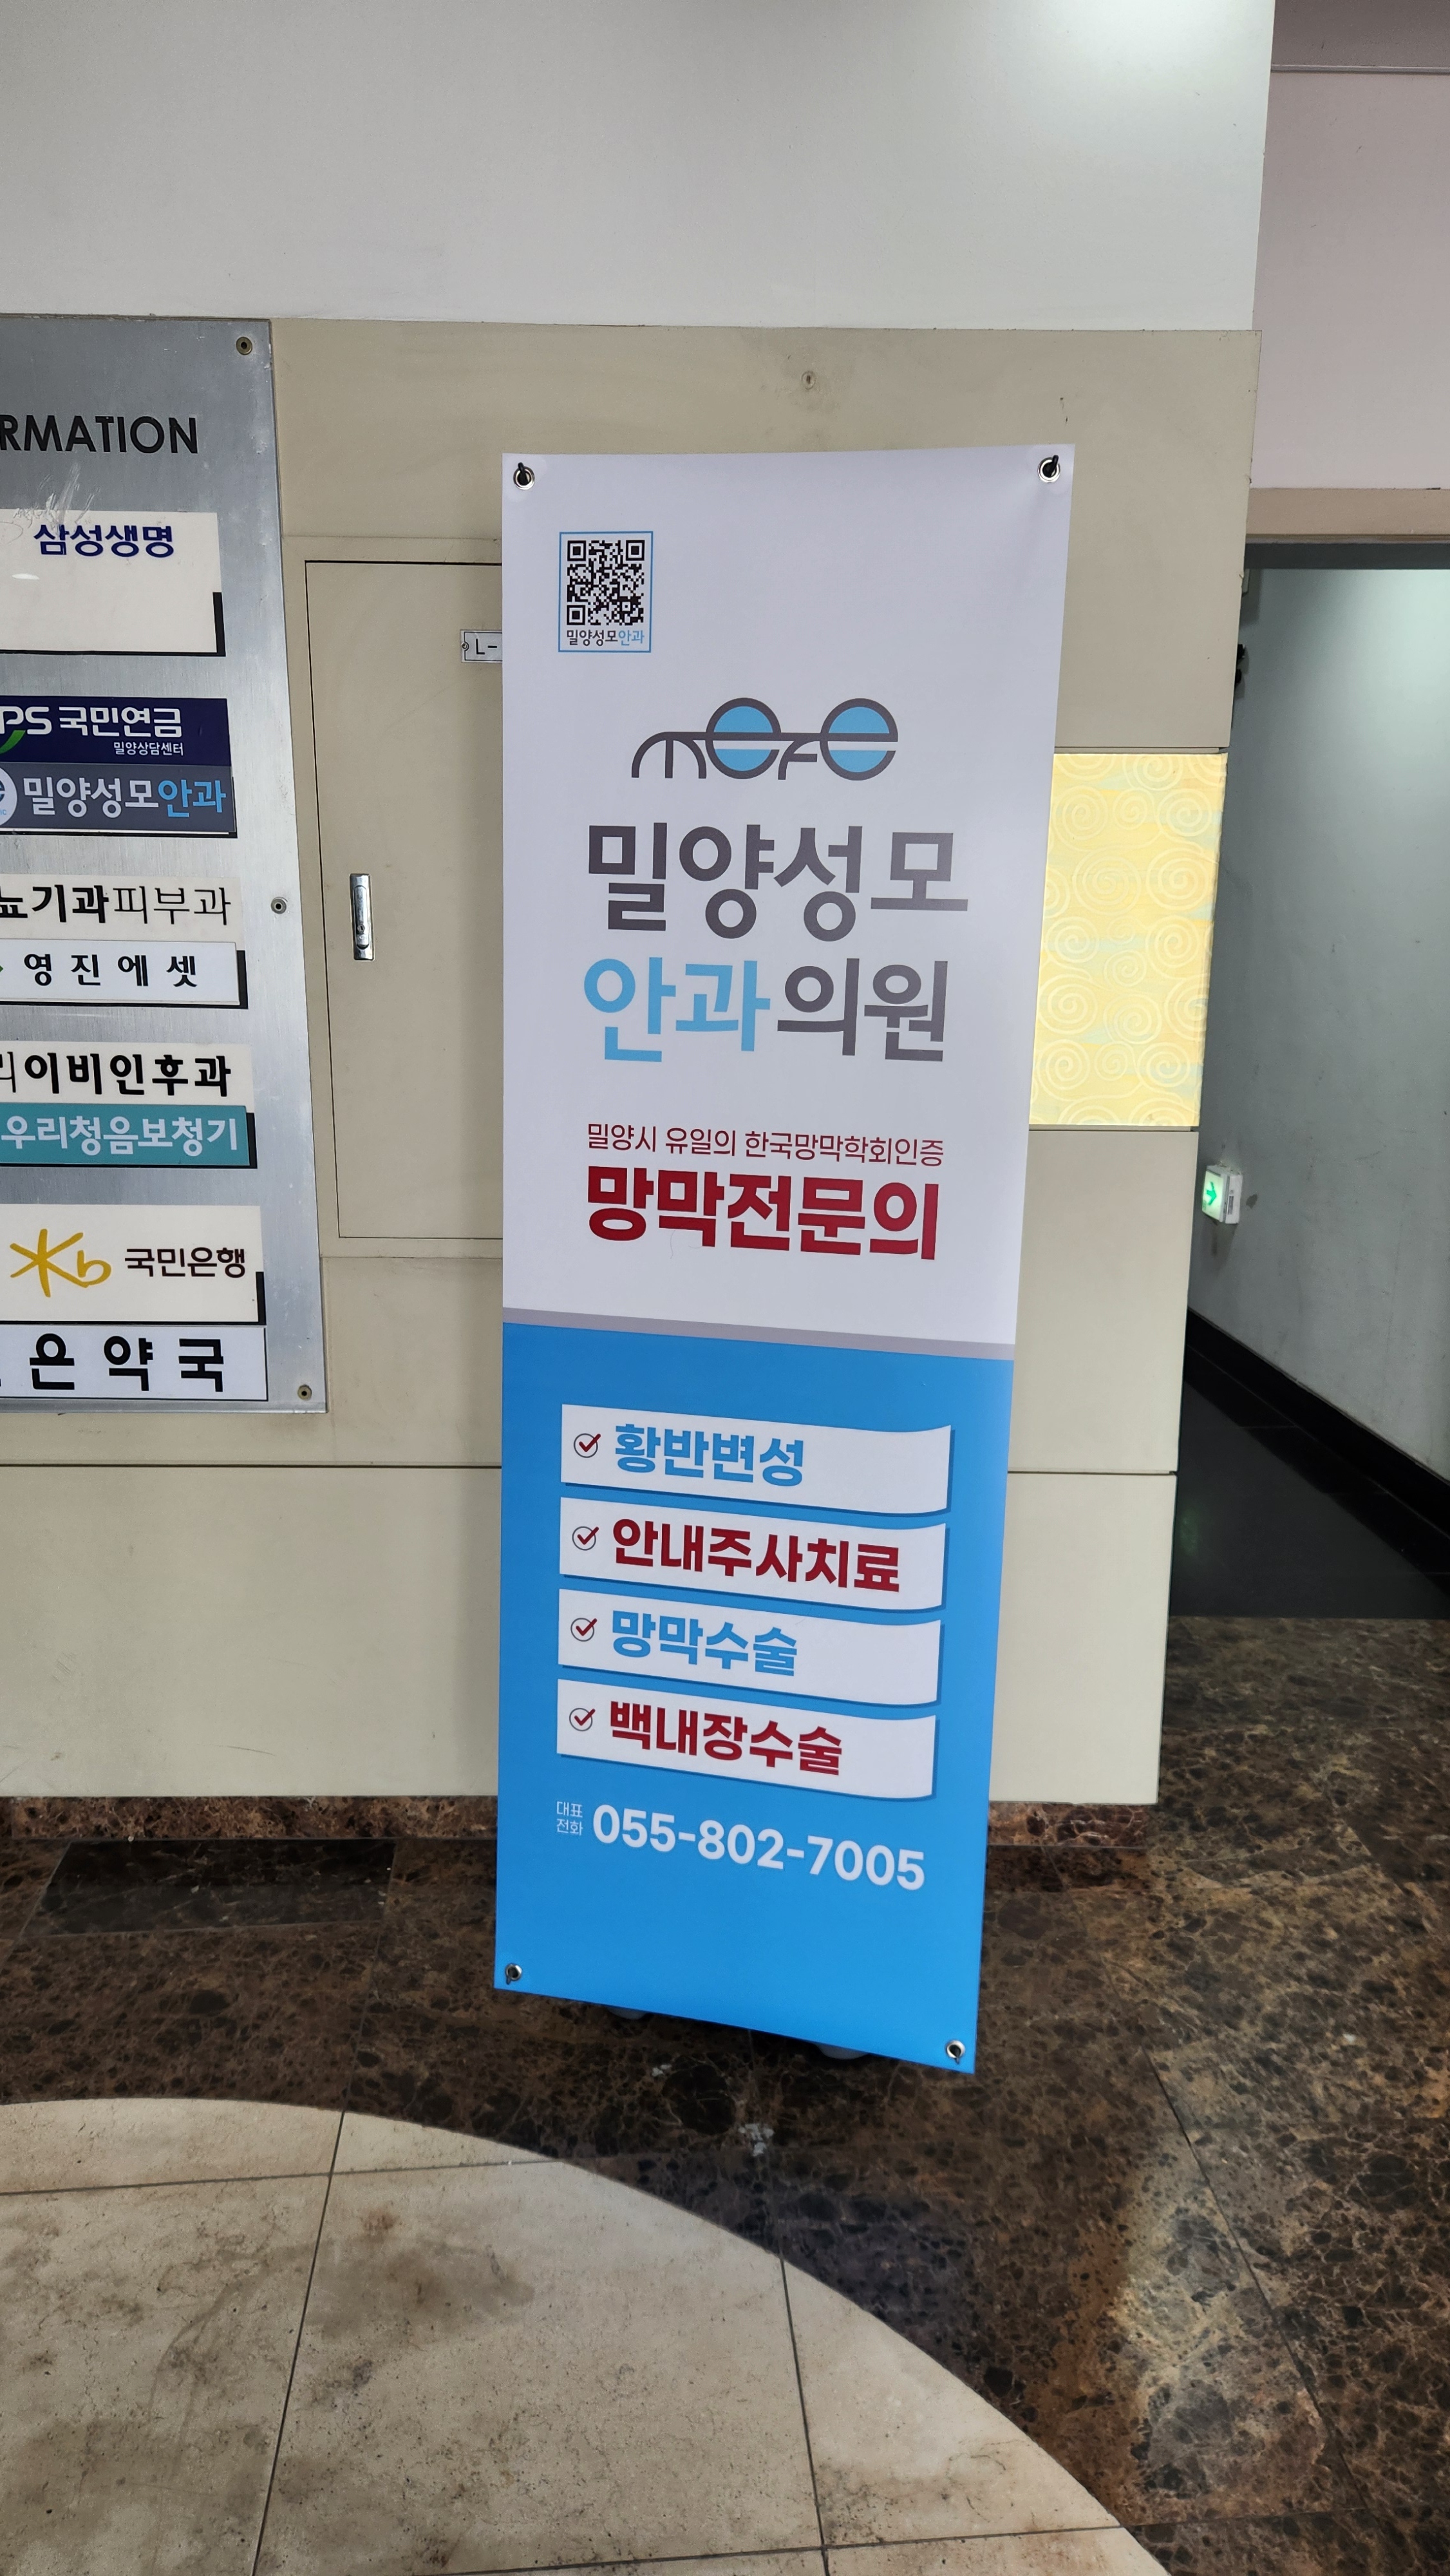 RMATION
삼성생명
PS 국민연금
밀양상담센터
밀양성모안과
뇨기과피부과
영진에셋
이비인후과
우리청음보청기
Kb 국민은행
은약국
L-
밀양성모안과
mofe
밀양성모
안과의원
밀양시 유일의 한국망막학회인증
망막전문의
황반변성
안내주사치료
망막수술
백내장수술
대표
전화 055-802-7005